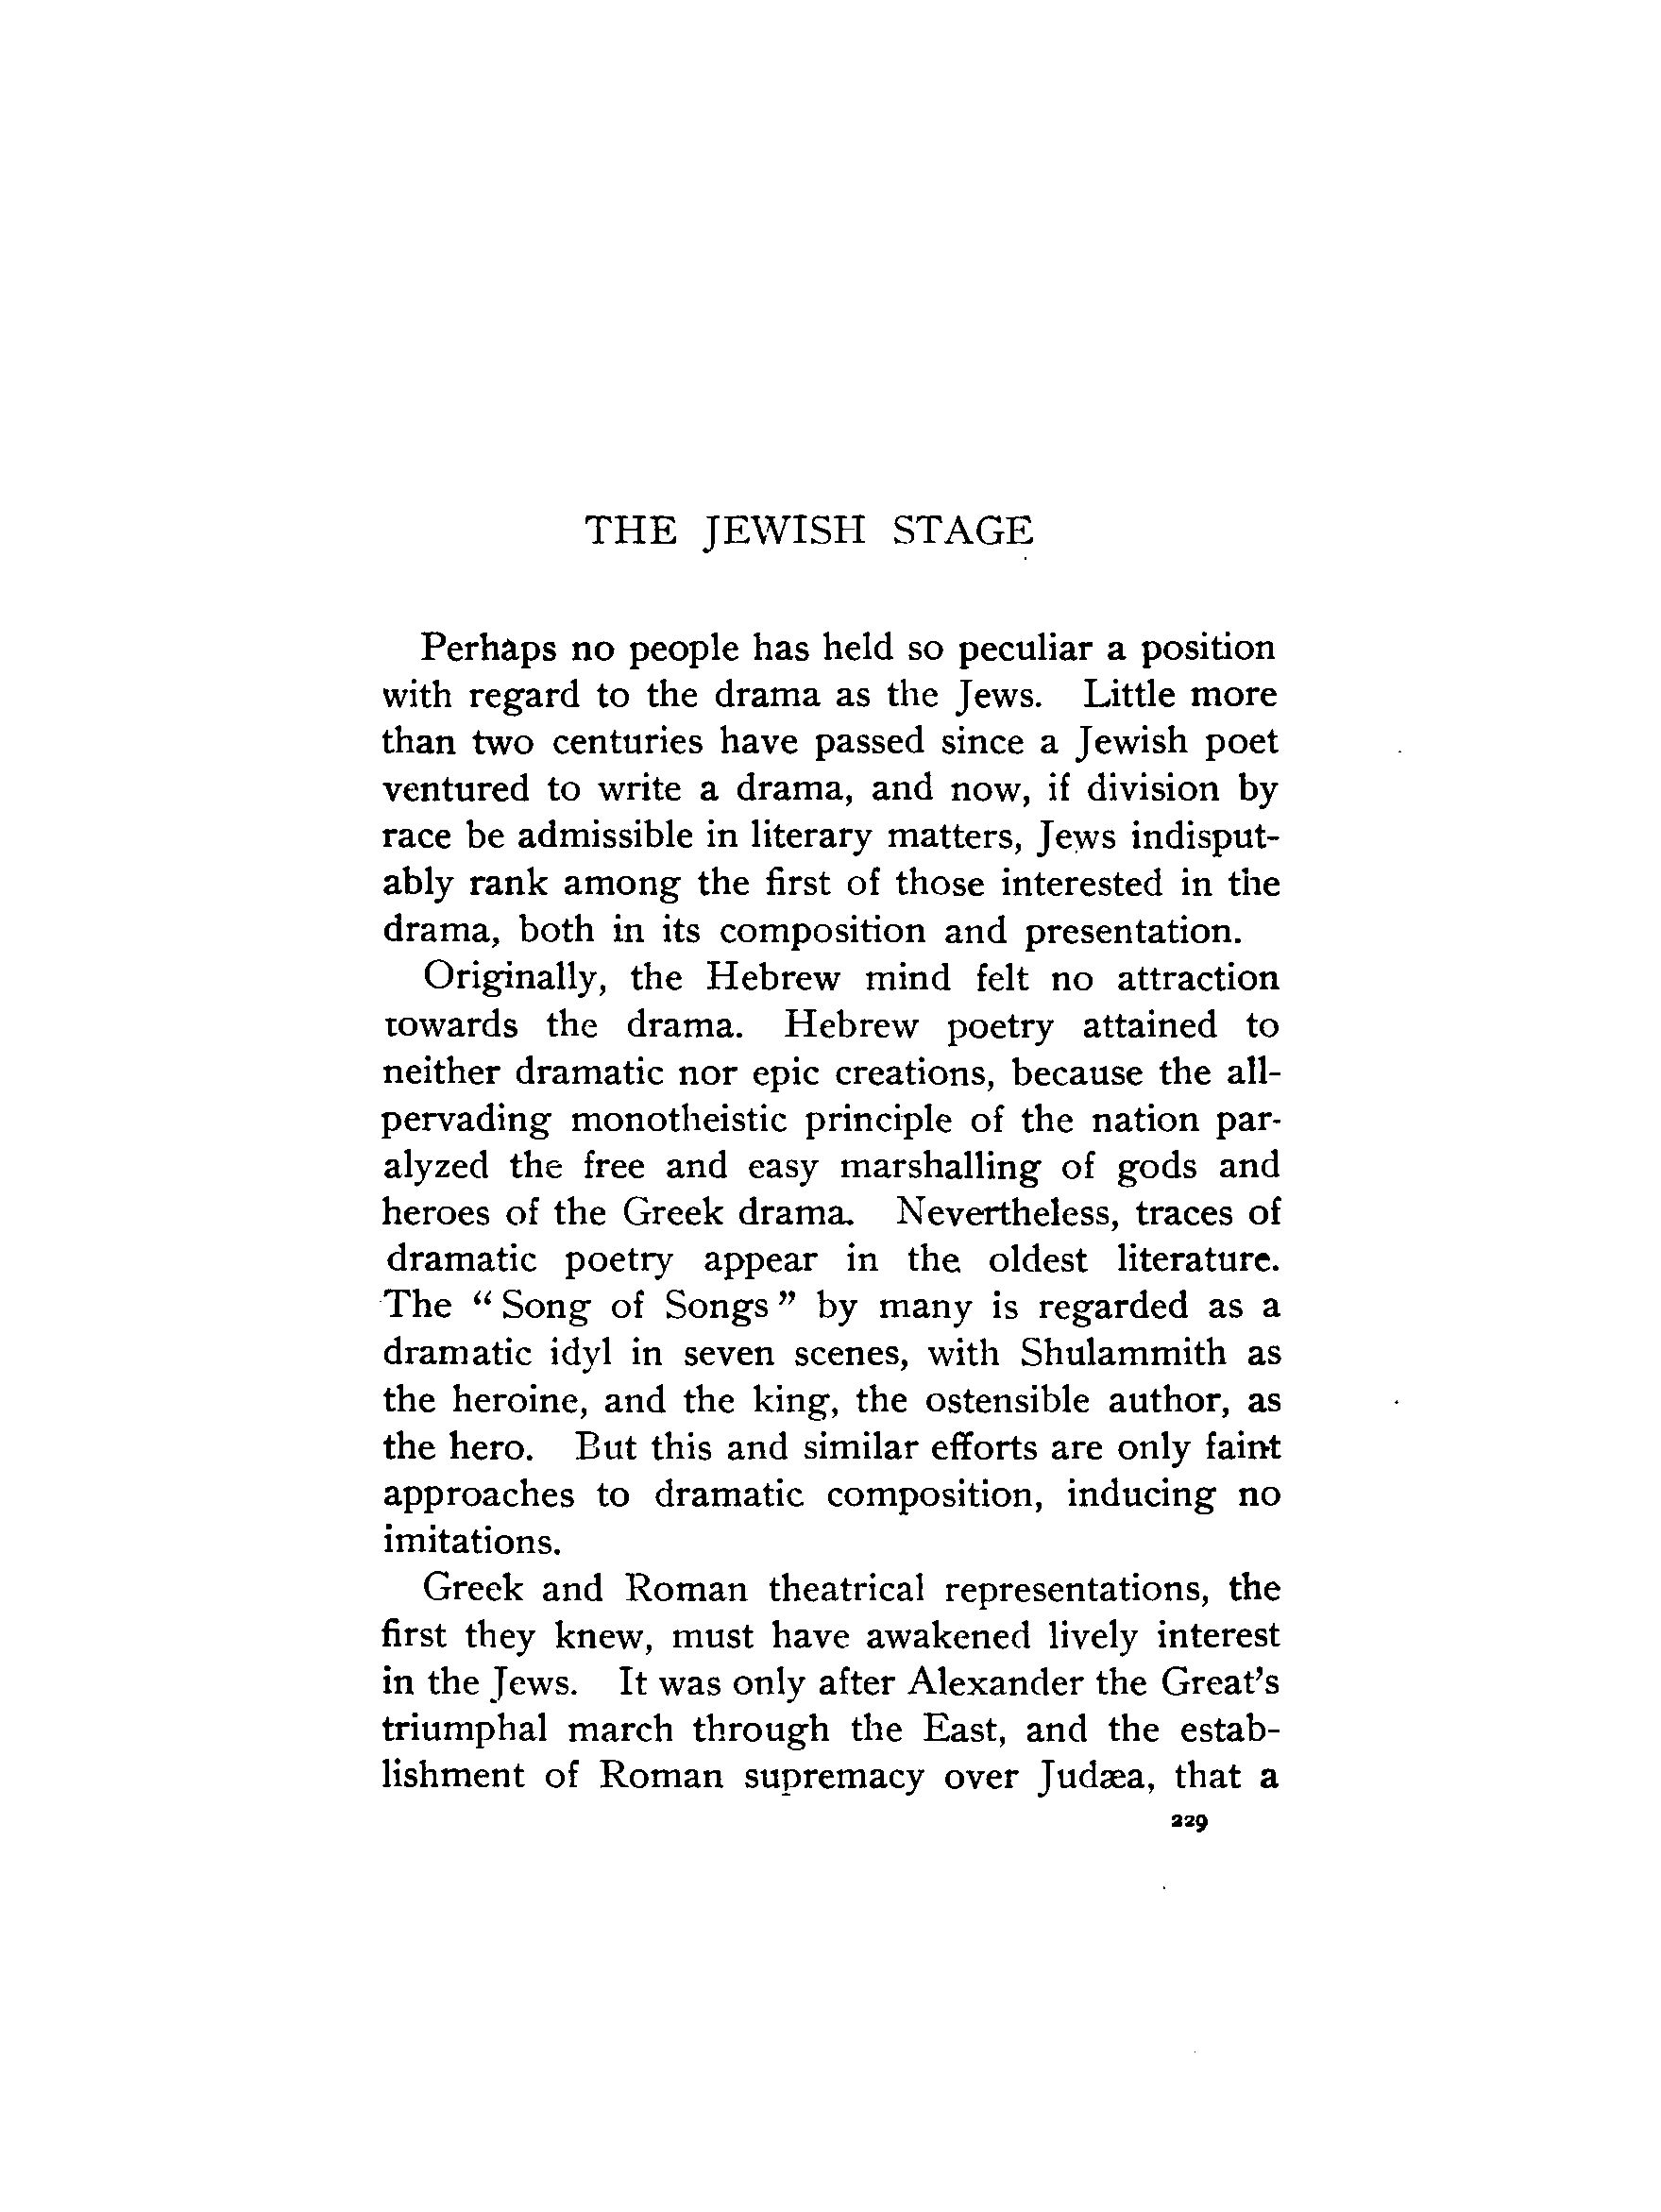 THE JEWISH STAGE
Perhaps no people has held so peculiar a position
with regard to the drama as the Jews. Little more
than two centuries have passed since a Jewish poet
ventured to write a drama, and now, if division by
race be admissible in literary matters, Jews indisput-
ably rank among the first of those interested in the
drama, both in its composition and presentation.
Originally, the Hebrew mind felt no attraction
towards the drama. Hebrew poetry attained to
neither dramatic nor epic creations, because the all-
pervading monotheistic principle of the nation par-
alyzed the free and easy marshalling of gods and
heroes of the Greek drama. Nevertheless, traces of
dramatic poetry appear in the oldest literature.
The “Song of Songs” by many is regarded as a
dramatic idyl in seven scenes, with Shulammith as
the heroine, and the king, the ostensible author, as
the hero. But this and similar efforts are only faint
approaches to dramatic composition, inducing no
imitations.
Greek and Roman theatrical representations, the
first they knew, must have awakened lively interest
in the Jews. It was only after Alexander the Great’s
triumphal march through the East, and the estab-
lishment of Roman supremacy over Judæa, that a
229